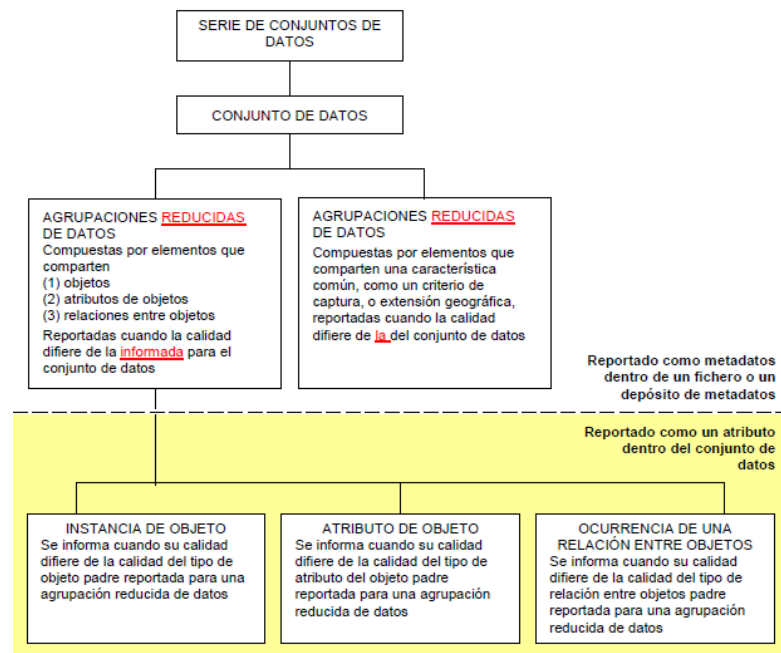 SERIE DE CONJUNTOS DE
DATOS
CONJUNTO DE DATOS
AGRUPACIONES REDUCIDAS
DE DATOS
Compuestas por elementos que
comparten
(1) objetos
(2) atributos de objetos
(3) relaciones entre objetos
Reportadas cuando la calidad
difiere de la informada para el
conjunto de datos
AGRUPACIONES REDUCIDAS
DE DATOS
Compuestas por elementos que
comparten una característica
común, como un criterio de
captura, o extensión geográfica,
reportadas cuando la calidad
difiere de la del conjunto de datos
Reportado como metadatos
dentro de un fichero o un
depósito de metadatos
Reportado como un atributo
dentro del conjunto de
datos
INSTANCIA DE OBJETO
Se informa cuando su calidad
difiere de la calidad del tipo de
objeto padre reportada para una
agrupación reducida de datos
ATRIBUTO DE OBJETO
Se informa cuando su calidad
difiere de la calidad del tipo de
atributo del objeto padre
reportada para una agrupación
reducida de datos
OCURRENCIA DE UNA
RELACIÓN ENTRE OBJETOS
Se informa cuando su calidad
difiere de la calidad del tipo de
relación entre objetos padre
reportada para una agrupación
reducida de datos